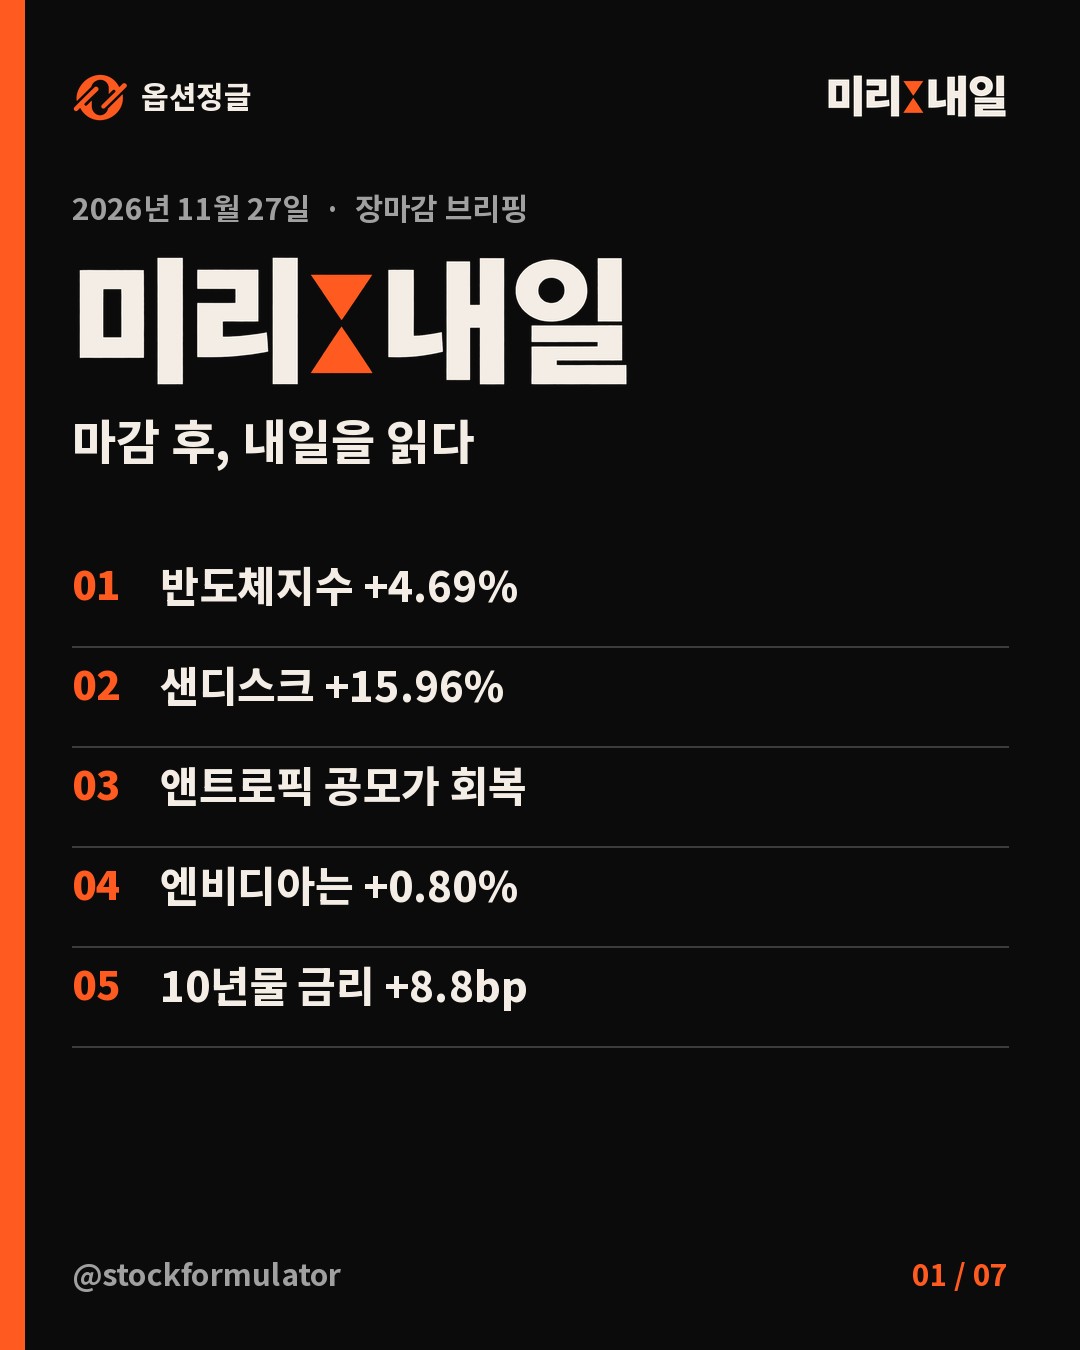 옵션정글
미리 내일
2026년 11월 27일 · 장마감 브리핑
미리 내일
마감 후, 내일을 읽다
01 반도체지수 +4.69%
02 샌디스크 +15.96%
03 앤트로픽 공모가 회복
04 엔비디아는 +0.80%
05 10년물 금리 +8.8bp
@stockformulator
01 / 07